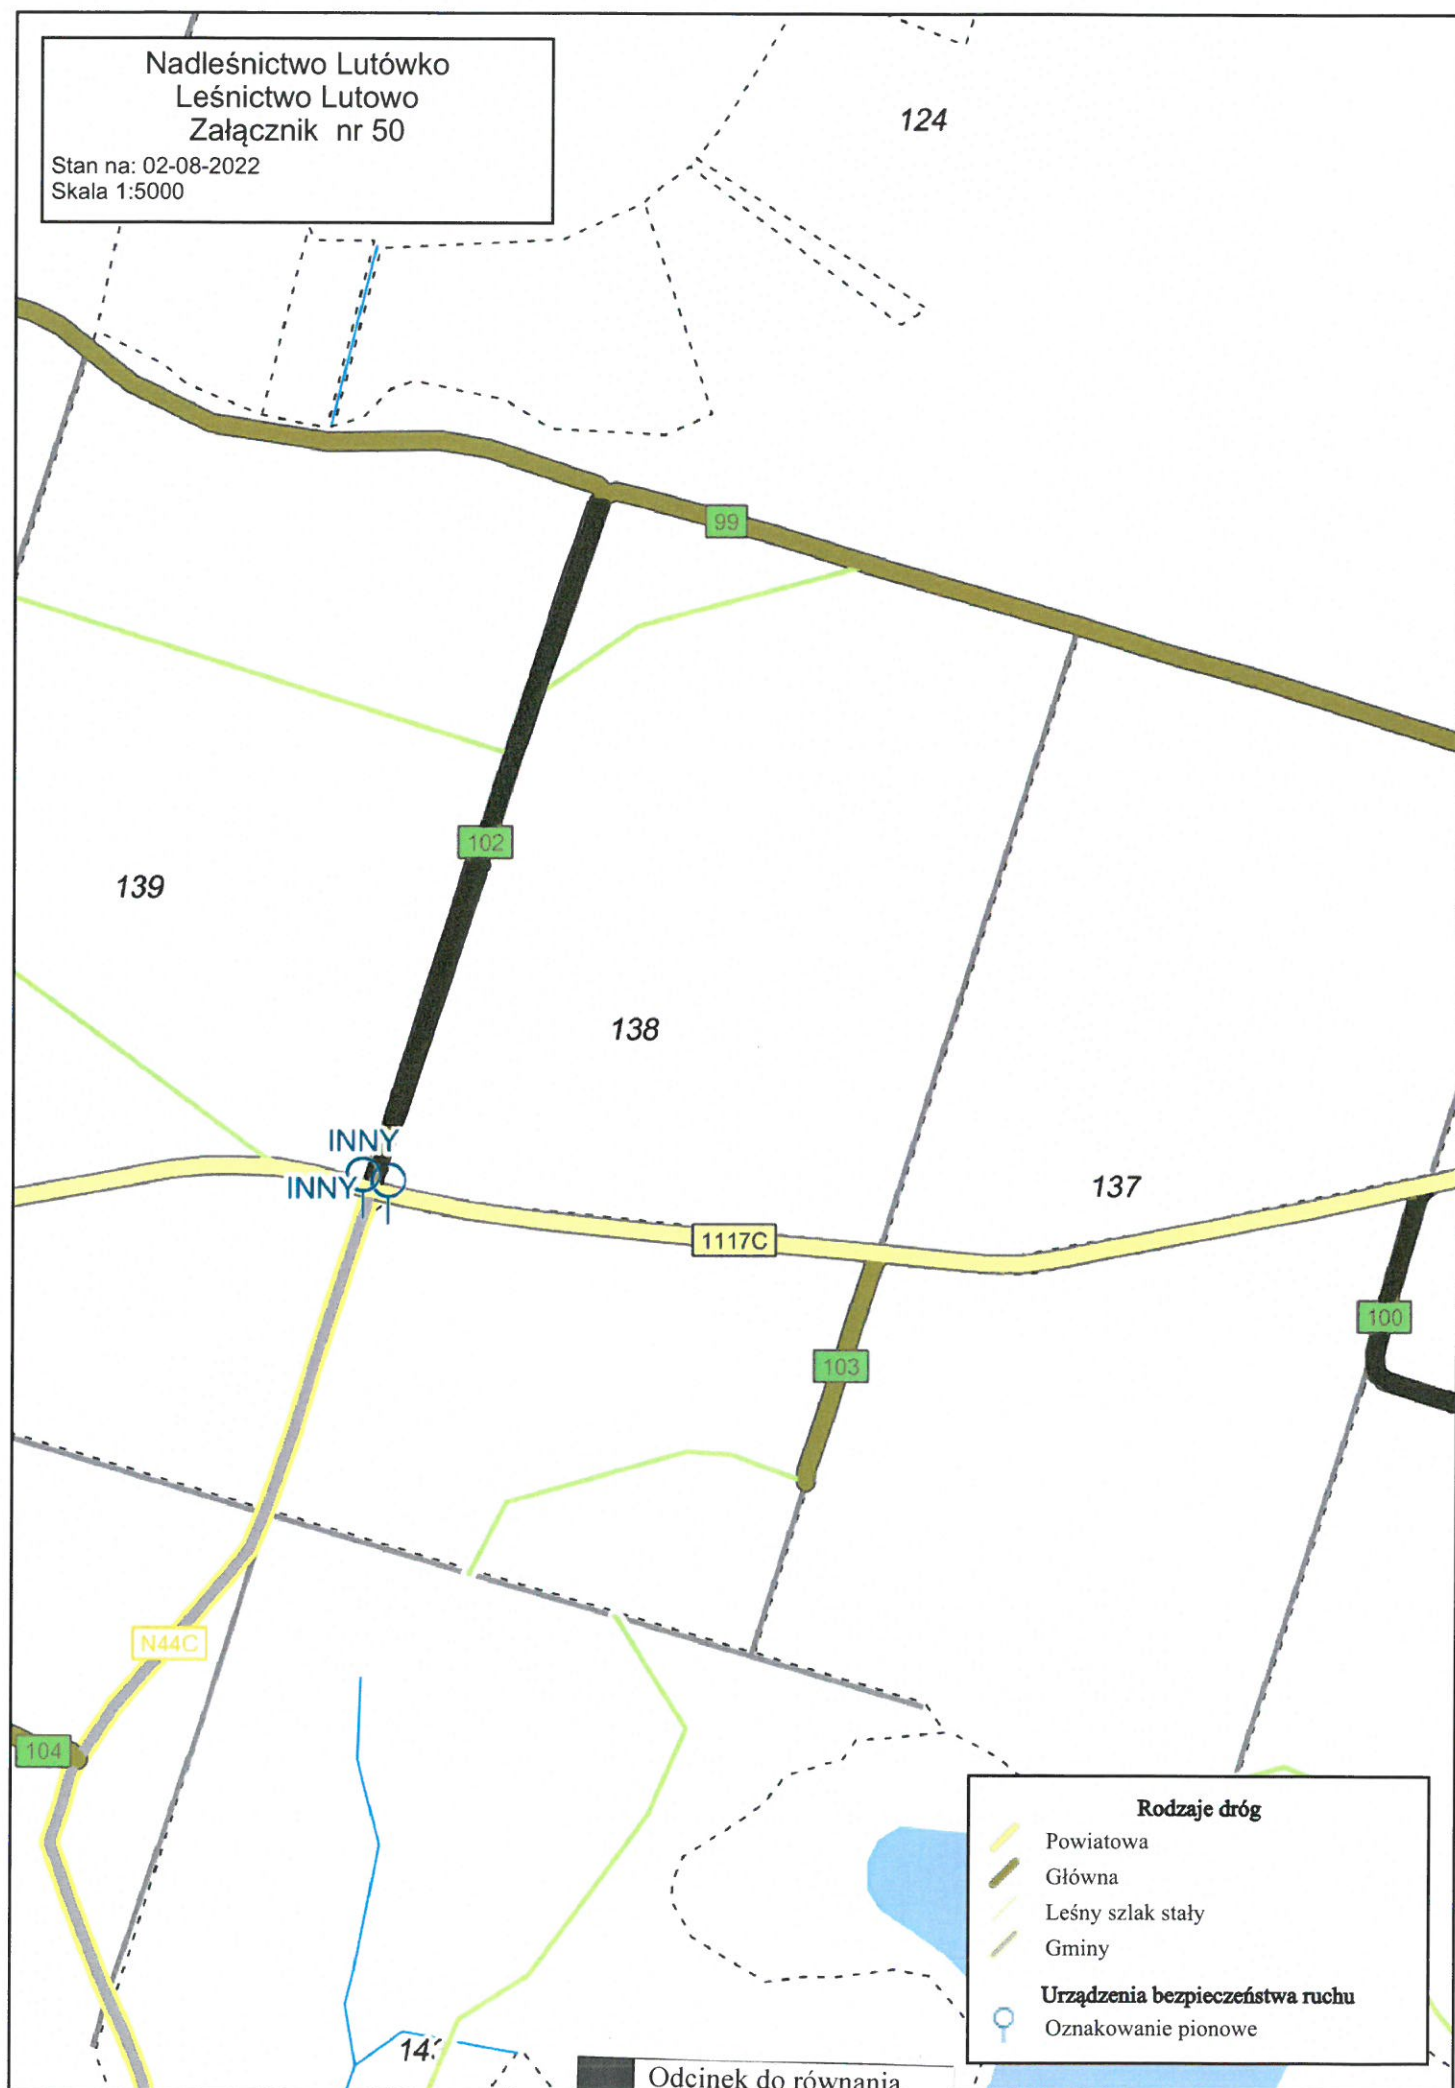 Nadleśnictwo Lutówko
Leśnictwo Lutowo
Załącznik nr 50
Stan na: 02-08-2022
Skala 1:5000
124
99
102
139
138
INNY
INNY
137
1117C
100
103
N44C
104
Rodzaje dróg
Powiatowa
Główna
Leśny szlak stały
Gminy
Urządzenia bezpieczeństwa ruchu
Oznakowanie pionowe
Odcinek do równania